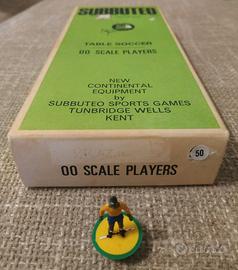 SUBBUTEO
TABLE SOCCER
00 SCALE PLAYERS
NEW
CONTINENTAL
EQUIPMENT
by
SUBBUTEO SPORTS GAMES
TUNBRIDGE WELLS
KENT
50
00 SCALE PLAYERS
subito